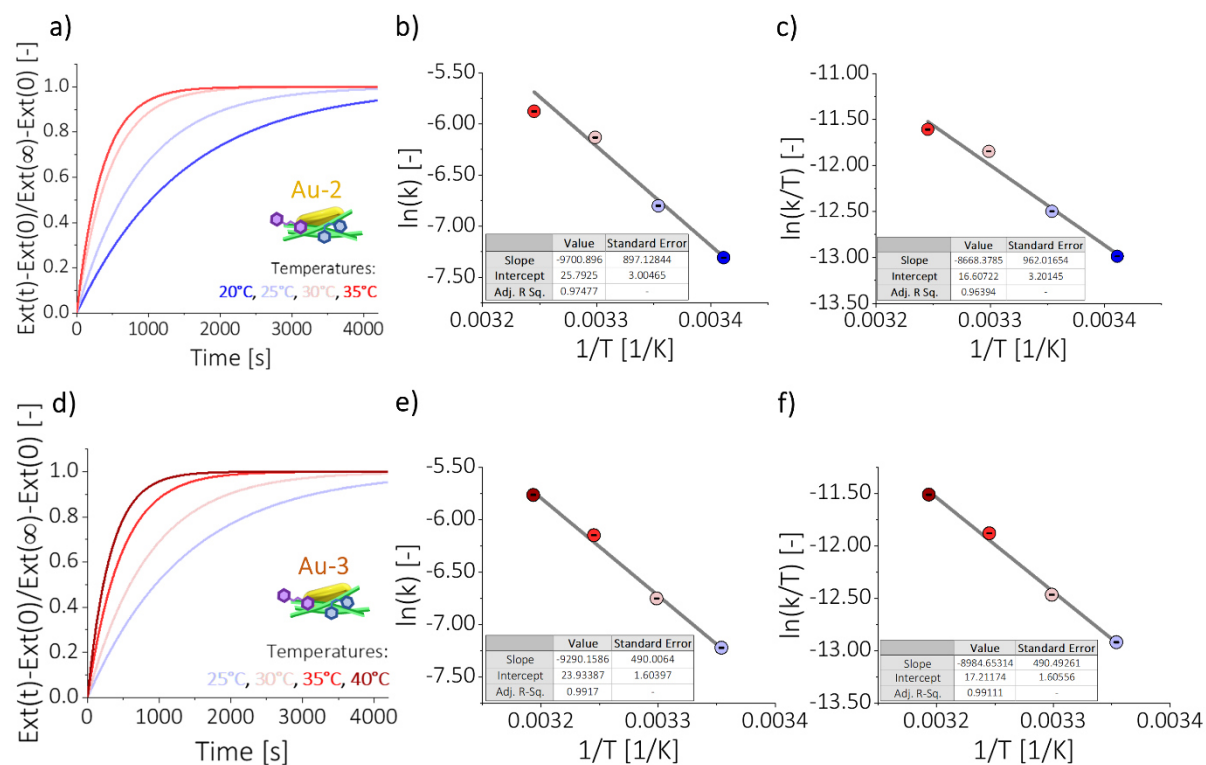 a)
Ext(t)-Ext(0)/Ext(∞)-Ext(0) [-]
1.0
0.8
0.6
0.4
0.2
0.0
Au-2
Temperatures:
20°C, 25°C, 30°C, 35°C
0 1000 2000 3000 4000
Time [s]
b)
ln(k) [-]
-5.50
-6.00
-6.50
-7.00
-7.50
Value Standard Error
Slope -9700.896 897.12844
Intercept 25.7925 3.00465
Adj. R Sq. 0.97477 -
0.0032 0.0033 0.0034
1/T [1/K]
c)
ln(k/T) [-]
-11.00
-11.50
-12.00
-12.50
-13.00
-13.50
Value Standard Error
Slope -8668.3785 962.01654
Intercept 16.60722 3.20145
Adj. R Sq. 0.96394 -
0.0032 0.0033 0.0034
1/T [1/K]
d)
Ext(t)-Ext(0)/Ext(∞)-Ext(0) [-]
1.0
0.8
0.6
0.4
0.2
0.0
Au-3
Temperatures:
25°C, 30°C, 35°C, 40°C
0 1000 2000 3000 4000
Time [s]
e)
ln(k) [-]
-5.50
-6.00
-6.50
-7.00
-7.50
Value Standard Error
Slope -9290.1586 490.0064
Intercept 23.93387 1.60397
Adj. R-Sq. 0.9917 -
0.0032 0.0033 0.0034
1/T [1/K]
f)
ln(k/T) [-]
-11.50
-12.00
-12.50
-13.00
-13.50
Value Standard Error
Slope -8984.65314 490.49261
Intercept 17.21174 1.60556
Adj. R-Sq. 0.99111 -
0.0032 0.0033 0.0034
1/T [1/K]